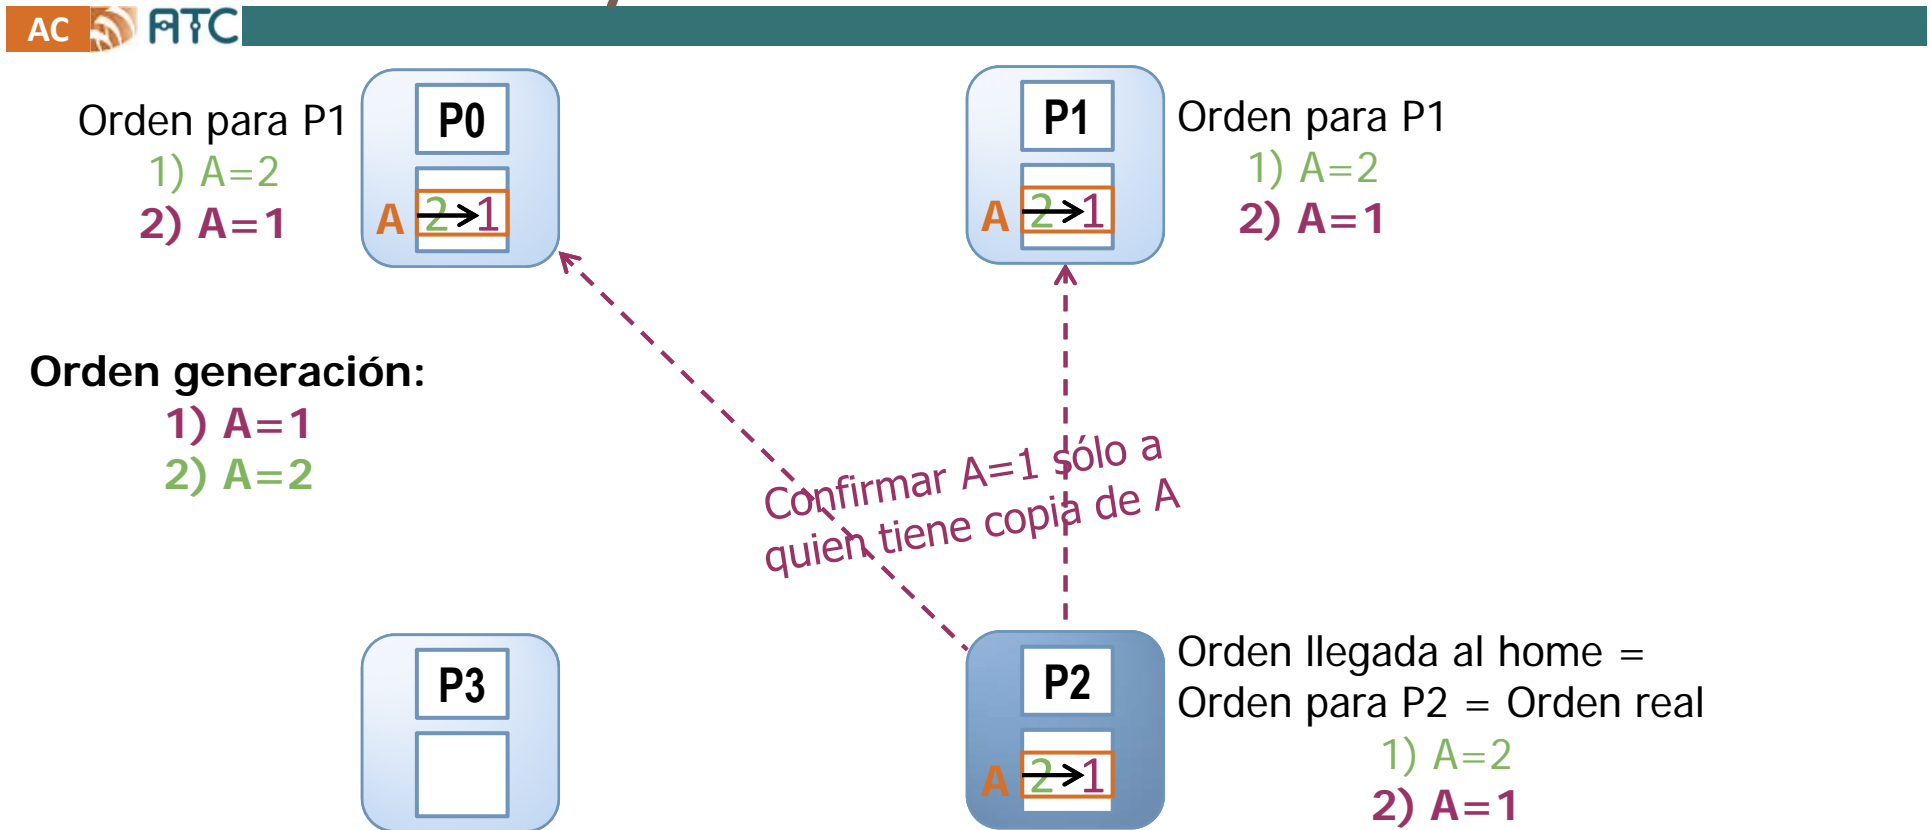 AC ATC
Orden para P1
1) A=2
2) A=1
P0
A 2 1
P1
A 2 1
Orden para P1
1) A=2
2) A=1
Orden generación:
1) A=1
2) A=2
Confirmar A=1 sólo a
quien tiene copia de A
P3
P2
A 2 1
Orden llegada al home =
Orden para P2 = Orden real
1) A=2
2) A=1